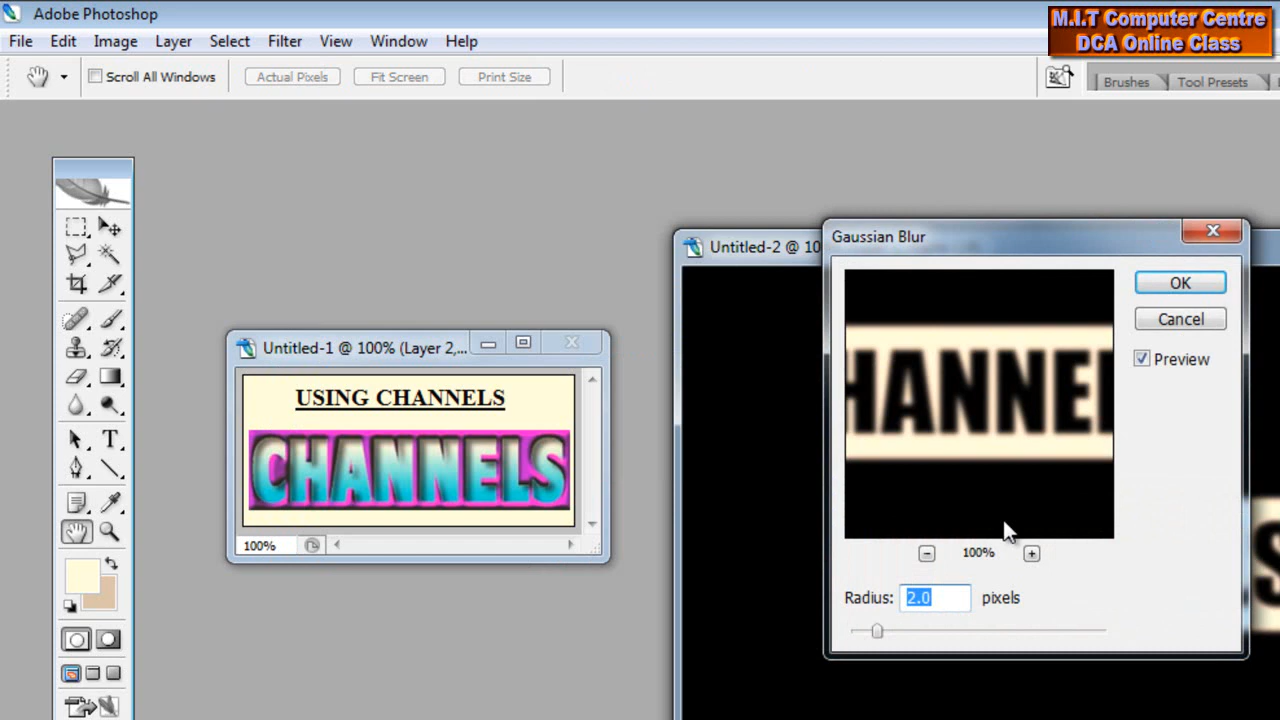 Adobe Photoshop
M.I.T Computer Centre
DCA Online Class
File Edit Image Layer Select Filter View Window Help
Scroll All Windows Actual Pixels Fit Screen Print Size Brushes Tool Presets
Untitled-2 @ 10
Gaussian Blur
OK
Cancel
Preview
HANNE
Untitled-1 @ 100% (Layer 2,...
USING CHANNELS
CHANNELS
100%
100%
Radius: 2.0 pixels
S